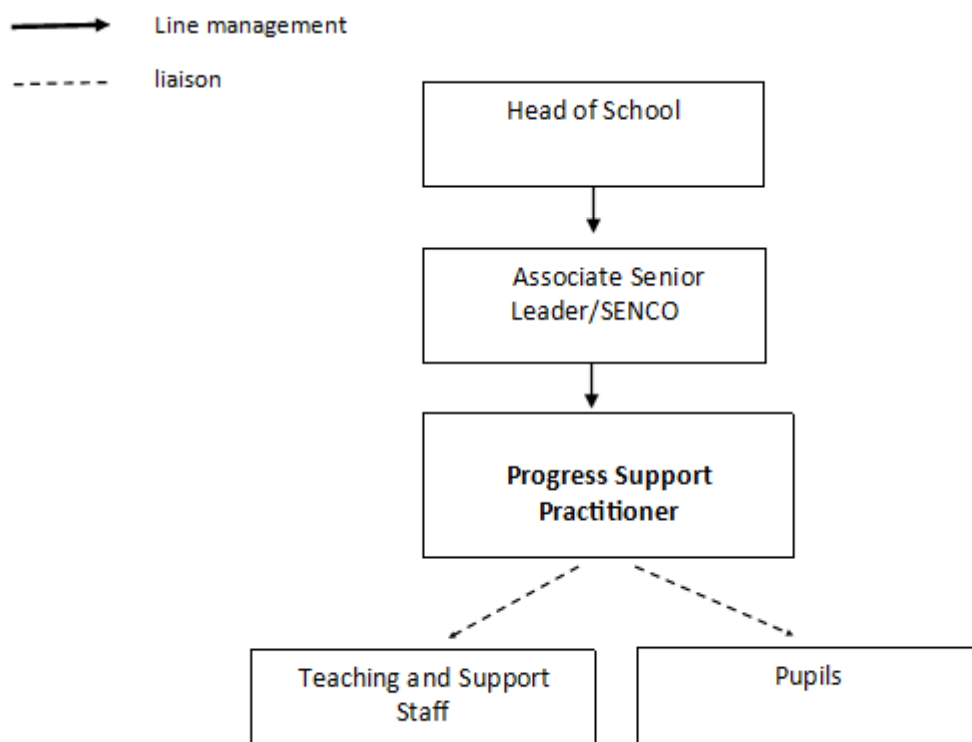 Line management
liaison
Head of School
Associate Senior
Leader/SENCO
Progress Support
Practitioner
Teaching and Support
Staff
Pupils